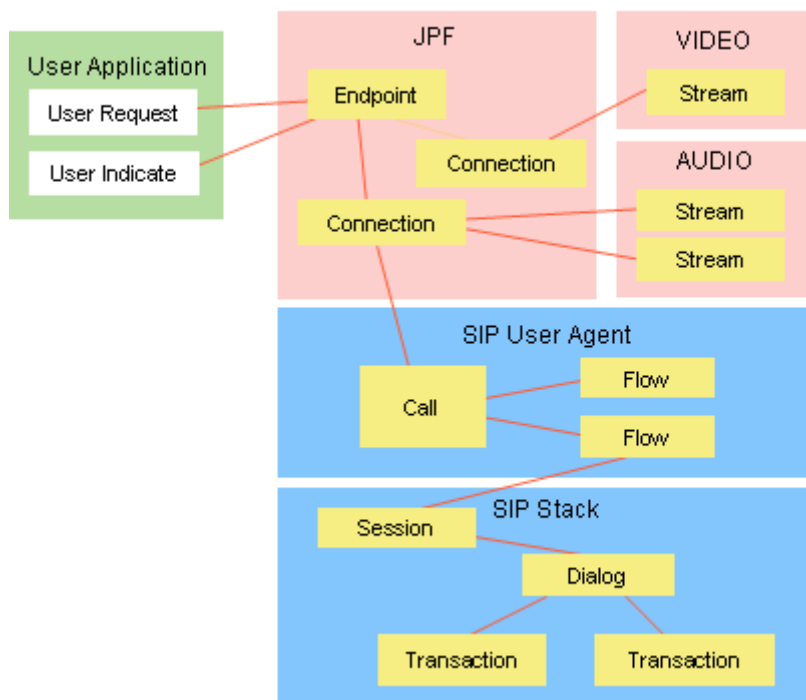 User Application
User Request
User Indicate
JPF
Endpoint
Connection
Connection
VIDEO
Stream
AUDIO
Stream
Stream
SIP User Agent
Call
Flow
Flow
SIP Stack
Session
Dialog
Transaction
Transaction